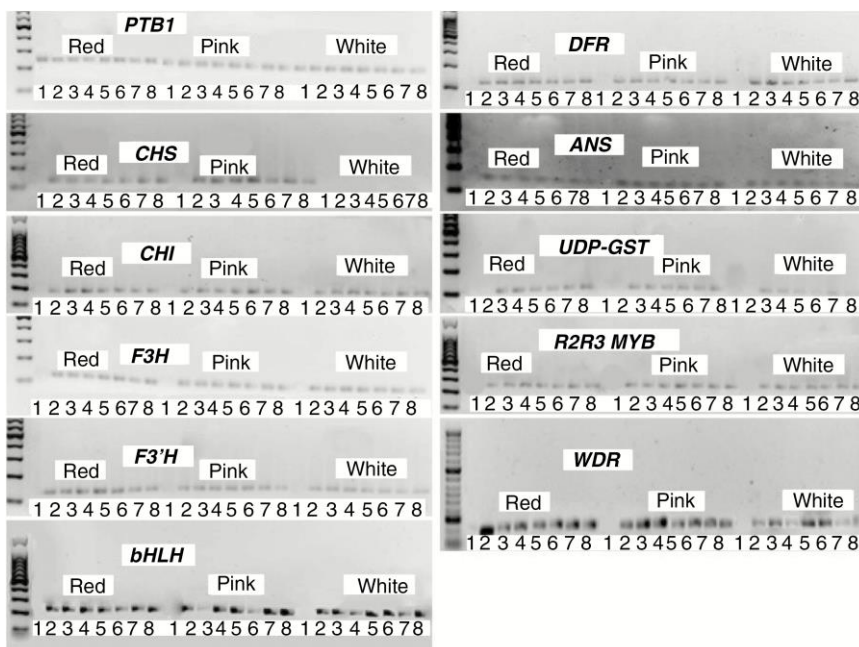 PTB1
Red Pink White
1 2 3 4 5 6 7 8 1 2 3 4 5 6 7 8 1 2 3 4 5 6 7 8
CHS
Red Pink White
1 2 3 4 5 6 7 8 1 2 3 4 5 6 7 8 1 2 3 4 5 6 7 8
CHI
Red Pink White
1 2 3 4 5 6 7 8 1 2 3 4 5 6 7 8 1 2 3 4 5 6 7 8
F3H
Red Pink White
1 2 3 4 5 6 7 8 1 2 3 4 5 6 7 8 1 2 3 4 5 6 7 8
F3'H
Red Pink White
1 2 3 4 5 6 7 8 1 2 3 4 5 6 7 8 1 2 3 4 5 6 7 8
bHLH
Red Pink White
1 2 3 4 5 6 7 8 1 2 3 4 5 6 7 8 1 2 3 4 5 6 7 8
DFR
Red Pink White
1 2 3 4 5 6 7 8 1 2 3 4 5 6 7 8 1 2 3 4 5 6 7 8
ANS
Red Pink White
1 2 3 4 5 6 7 8 1 2 3 4 5 6 7 8 1 2 3 4 5 6 7 8
UDP-GST
Red Pink White
1 2 3 4 5 6 7 8 1 2 3 4 5 6 7 8 1 2 3 4 5 6 7 8
R2R3 MYB
Red Pink White
1 2 3 4 5 6 7 8 1 2 3 4 5 6 7 8 1 2 3 4 5 6 7 8
WDR
Red Pink White
1 2 3 4 5 6 7 8 1 2 3 4 5 6 7 8 1 2 3 4 5 6 7 8